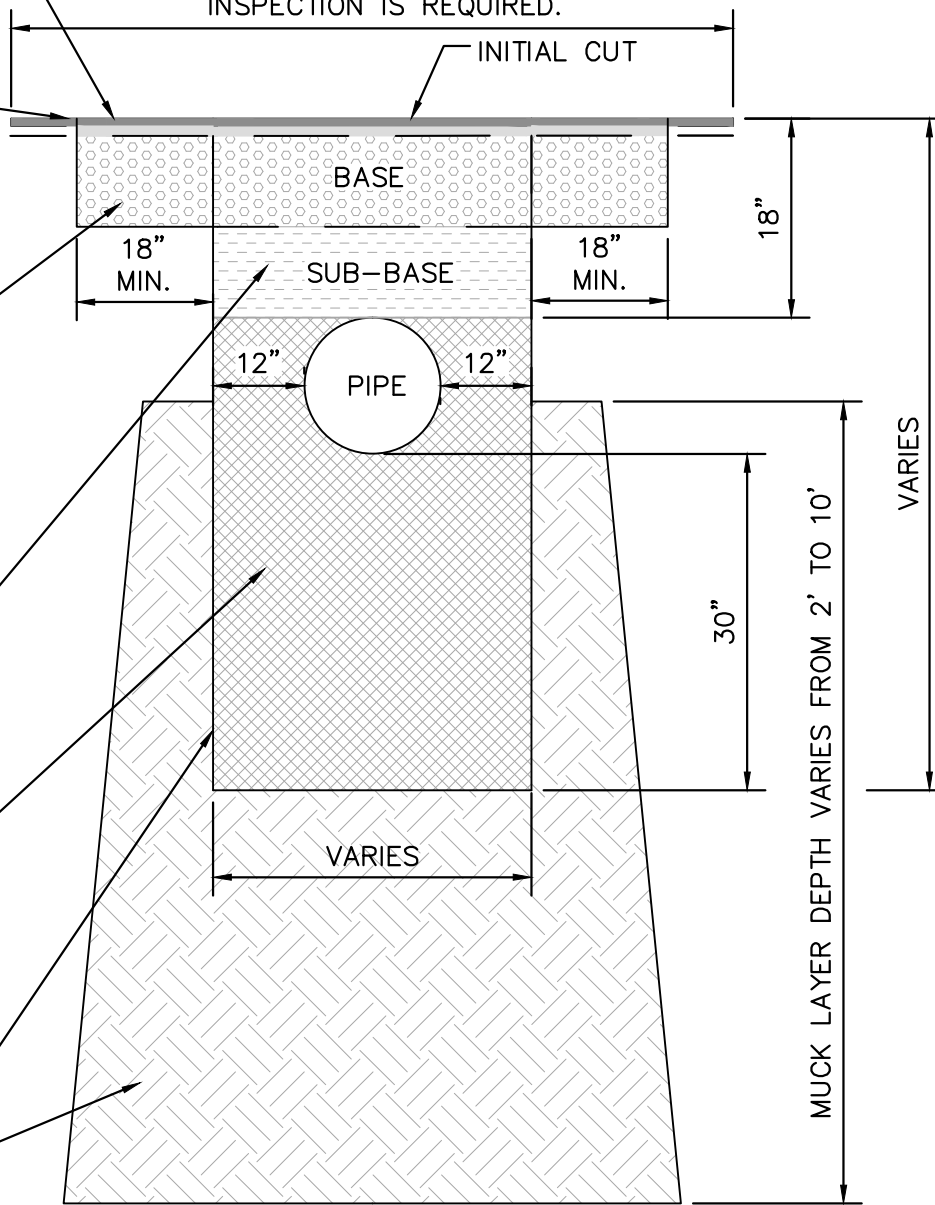 INSPECTION IS REQUIRED.
INITIAL CUT
BASE
18”
18”
MIN.
18”
MIN.
SUB-BASE
12”
12”
PIPE
VARIES
30”
MUCK LAYER DEPTH VARIES FROM 2’ TO 10’
VARIES